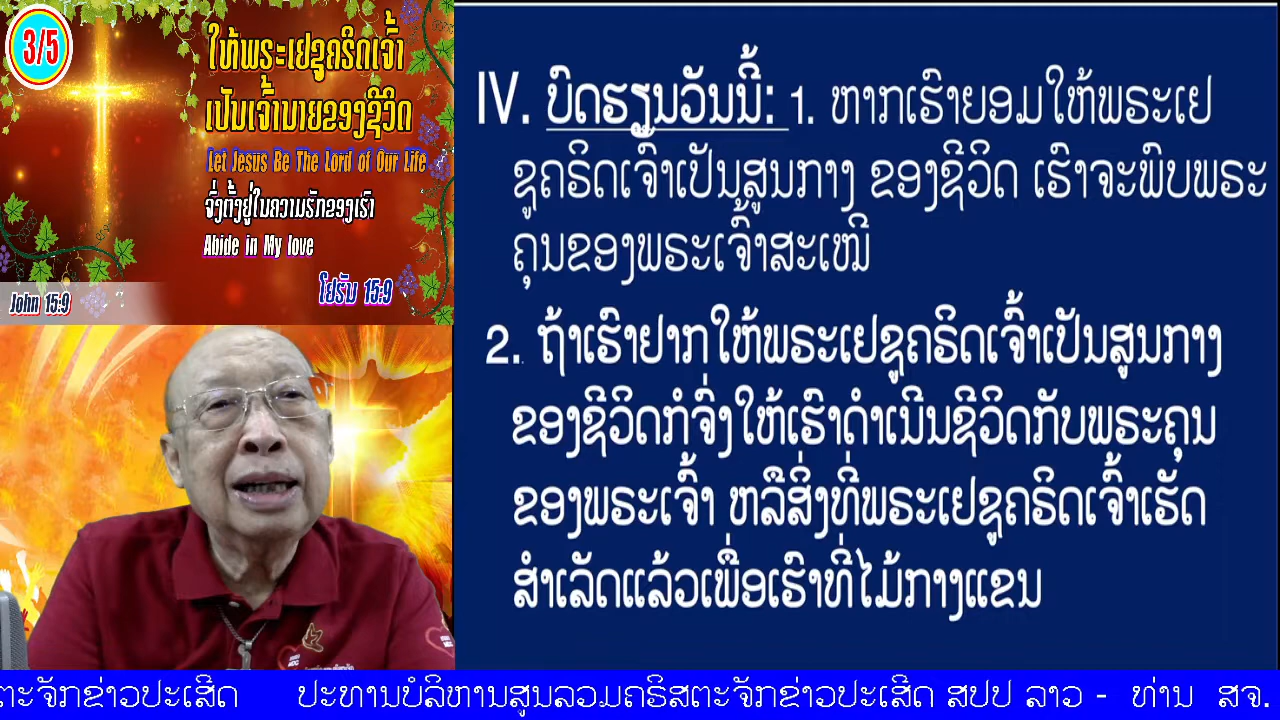 3/5
ໃຫ້ພຣະເຢຊູຄຣິດເຈົ້າ
ເປັນເຈົ້ານາຍຂອງຊີວິດ
Let Jesus Be The Lord of Our Life
ຈົ່ງຕັ້ງຢູ່ໃນຄວາມຮັກຂອງເຮົາ
Abide in My love
ໂຢຮັນ 15:9
John 15:9
IV. ບົດຮຽນວັນນີ້: 1. ຫາກເຮົາຍອມໃຫ້ພຣະເຢ
ຊູຄຣິດເຈົ້າເປັນສູນກາງ ຂອງຊີວິດ ເຮົາຈະພົບພຣະ
ຄຸນຂອງພຣະເຈົ້າສະເໝີ
2. ຖ້າເຮົາຢາກໃຫ້ພຣະເຢຊູຄຣິດເຈົ້າເປັນສູນກາງ
ຂອງຊີວິດກໍຈົ່ງໃຫ້ເຮົາດຳເນີນຊີວິດກັບພຣະຄຸນ
ຂອງພຣະເຈົ້າ ຫລືສິ່ງທີ່ພຣະເຢຊູຄຣິດເຈົ້າເຮັດ
ສຳເລັດແລ້ວເພື່ອເຮົາທີ່ໄມ້ກາງແຂນ
ຕະຈັກຂ່າວປະເສີດ ປະທານບໍລິຫານສູນລວມຄຣິສຕະຈັກຂ່າວປະເສີດ ສປປ ລາວ - ທ່ານ ສຈ.